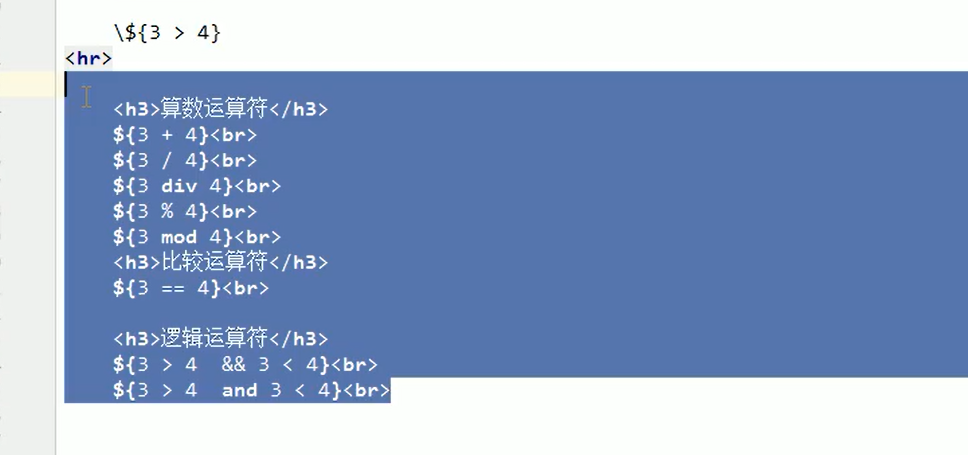 \${3 > 4}
<hr>
<h3>算数运算符</h3>
${3 + 4}<br>
${3 / 4}<br>
${3 div 4}<br>
${3 % 4}<br>
${3 mod 4}<br>
<h3>比较运算符</h3>
${3 == 4}<br>
<h3>逻辑运算符</h3>
${3 > 4  && 3 < 4}<br>
${3 > 4  and 3 < 4}<br>